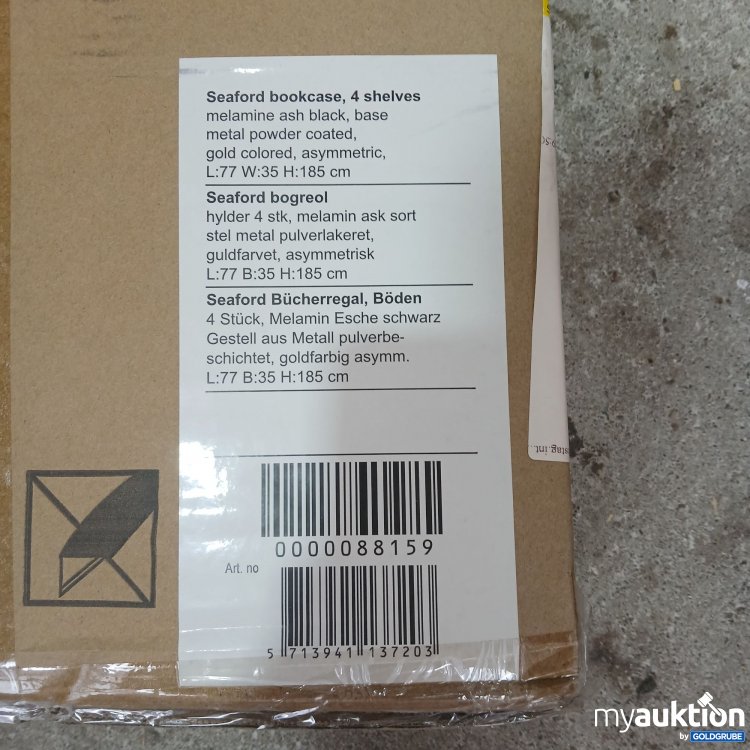 Seaford bookcase, 4 shelves
melamine ash black, base
metal powder coated,
gold colored, asymmetric,
L:77 W:35 H:185 cm
Seaford bogreol
hylder 4 stk, melamin ask sort
stel metal pulverlakeret,
guldfarvet, asymmetrisk
L:77 B:35 H:185 cm
Seaford Bücherregal, Böden
4 Stück, Melamin Esche schwarz
Gestell aus Metall pulverbe-
schichtet, goldfarbig asymm.
L:77 B:35 H:185 cm
0000088159
Art. no
5 713941 137203
stag.int.
myauktion
by GOLDGRUBE